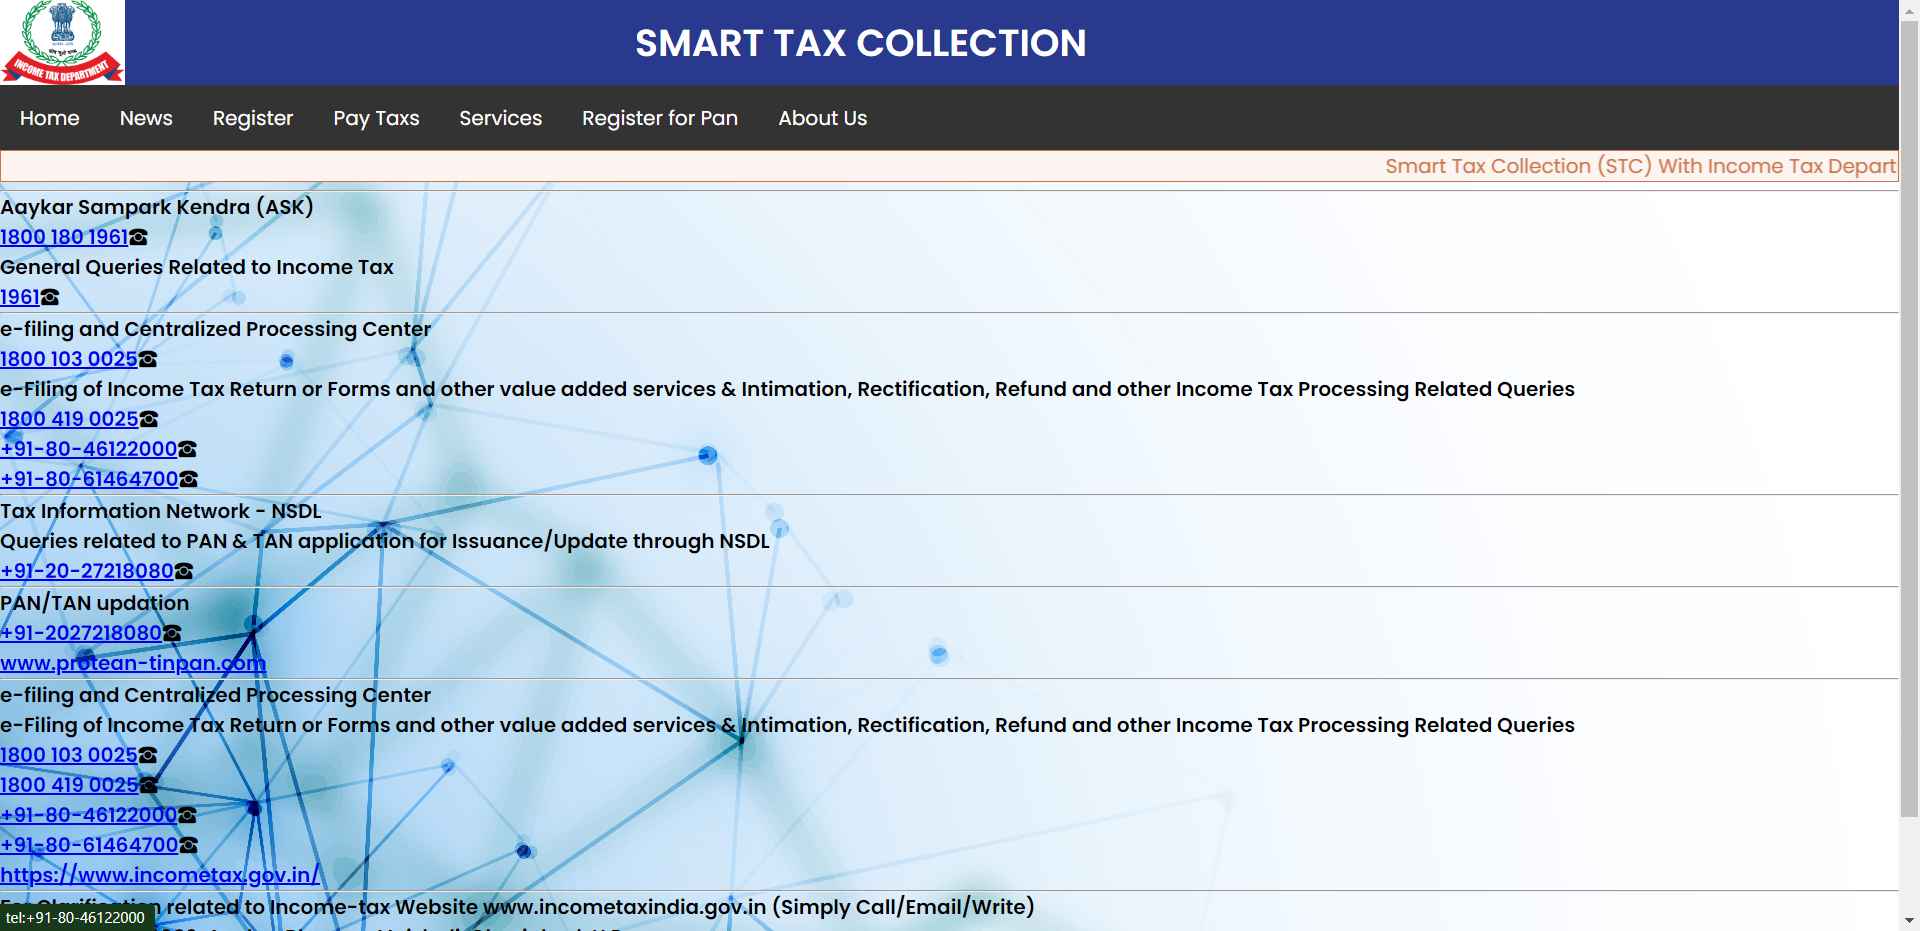 INCOME TAX DEPARTMENT
SMART TAX COLLECTION
Home News Register Pay Taxs Services Register for Pan About Us
Smart Tax Collection (STC) With Income Tax Depart
Aaykar Sampark Kendra (ASK)
1800 180 1961☎
General Queries Related to Income Tax
1961☎
e-filing and Centralized Processing Center
1800 103 0025☎
e-Filing of Income Tax Return or Forms and other value added services & Intimation, Rectification, Refund and other Income Tax Processing Related Queries
1800 419 0025☎
+91-80-46122000☎
+91-80-61464700☎
Tax Information Network - NSDL
Queries related to PAN & TAN application for Issuance/Update through NSDL
+91-20-27218080☎
PAN/TAN updation
+91-2027218080☎
www.protean-tinpan.com
e-filing and Centralized Processing Center
e-Filing of Income Tax Return or Forms and other value added services & Intimation, Rectification, Refund and other Income Tax Processing Related Queries
1800 103 0025☎
1800 419 0025☎
+91-80-46122000☎
+91-80-61464700☎
https://www.incometax.gov.in/
For Clarification related to Income-tax Website www.incometaxindia.gov.in (Simply Call/Email/Write)
tel:+91-80-46122000